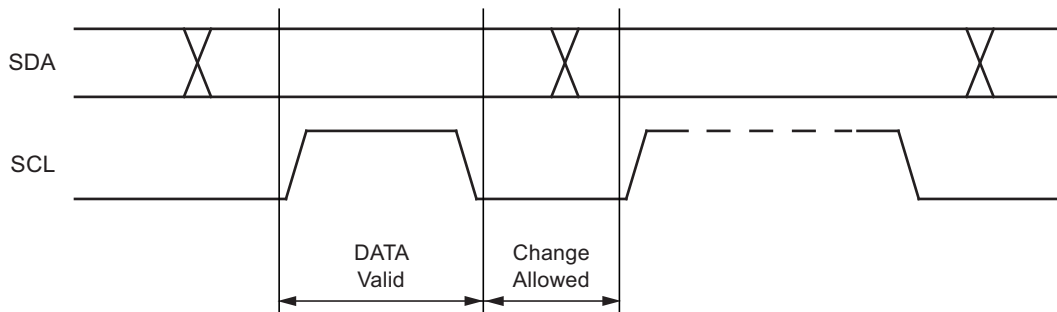 SDA
SCL
DATA
Valid
Change
Allowed